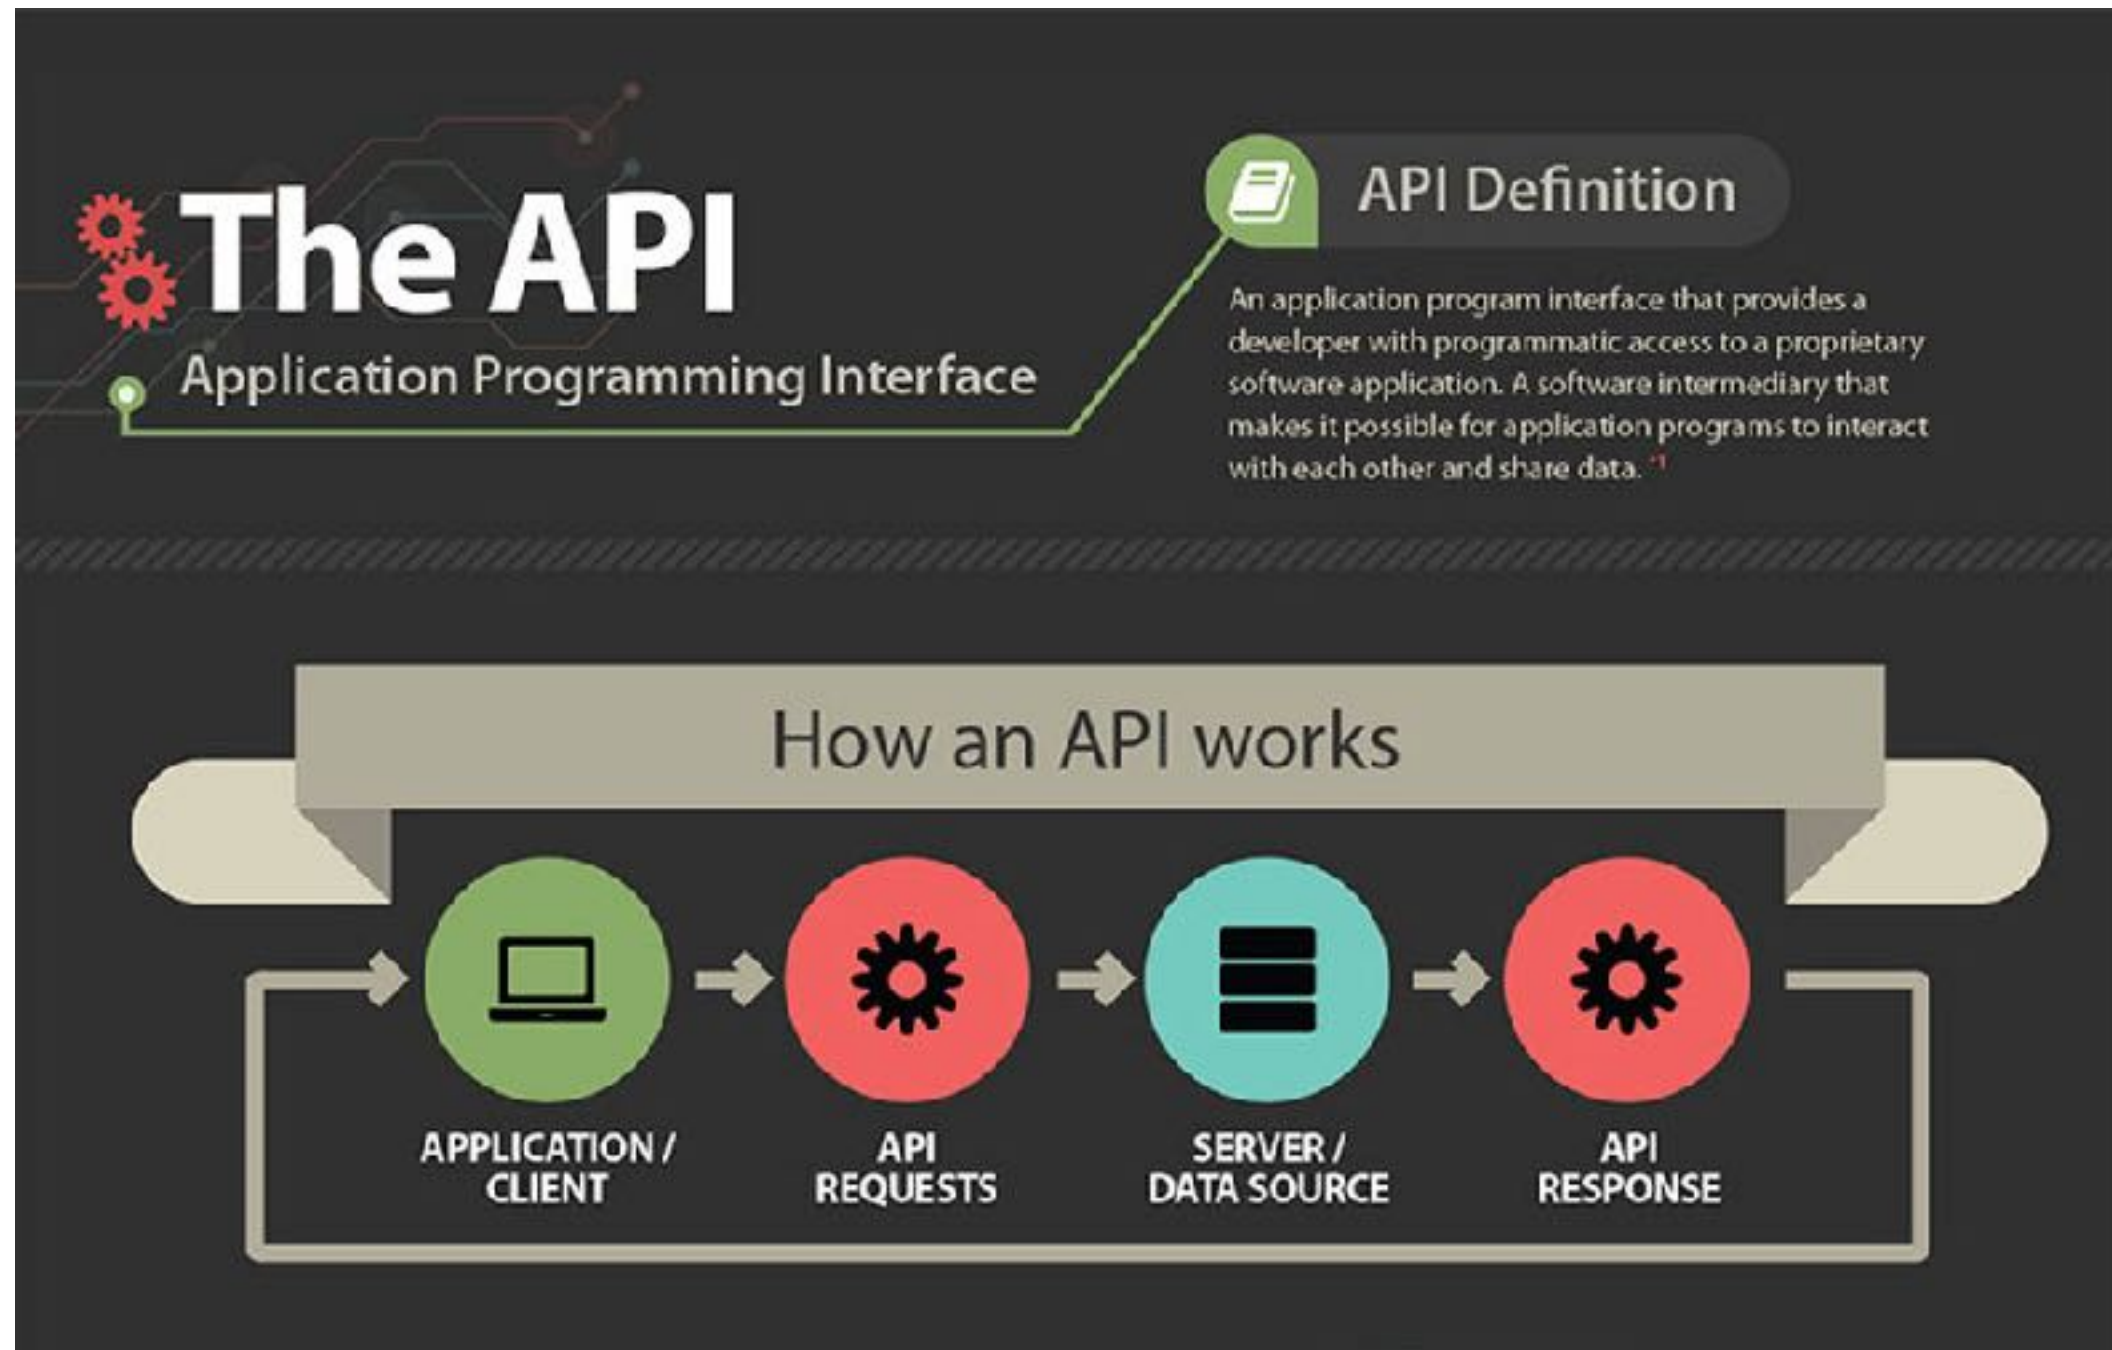 The API
Application Programming Interface
API Definition
An application program interface that provides a
developer with programmatic access to a proprietary
software application. A software intermediary that
makes it possible for application programs to interact
with each other and share data. *1
How an API works
APPLICATION /
CLIENT
API
REQUESTS
SERVER /
DATA SOURCE
API
RESPONSE